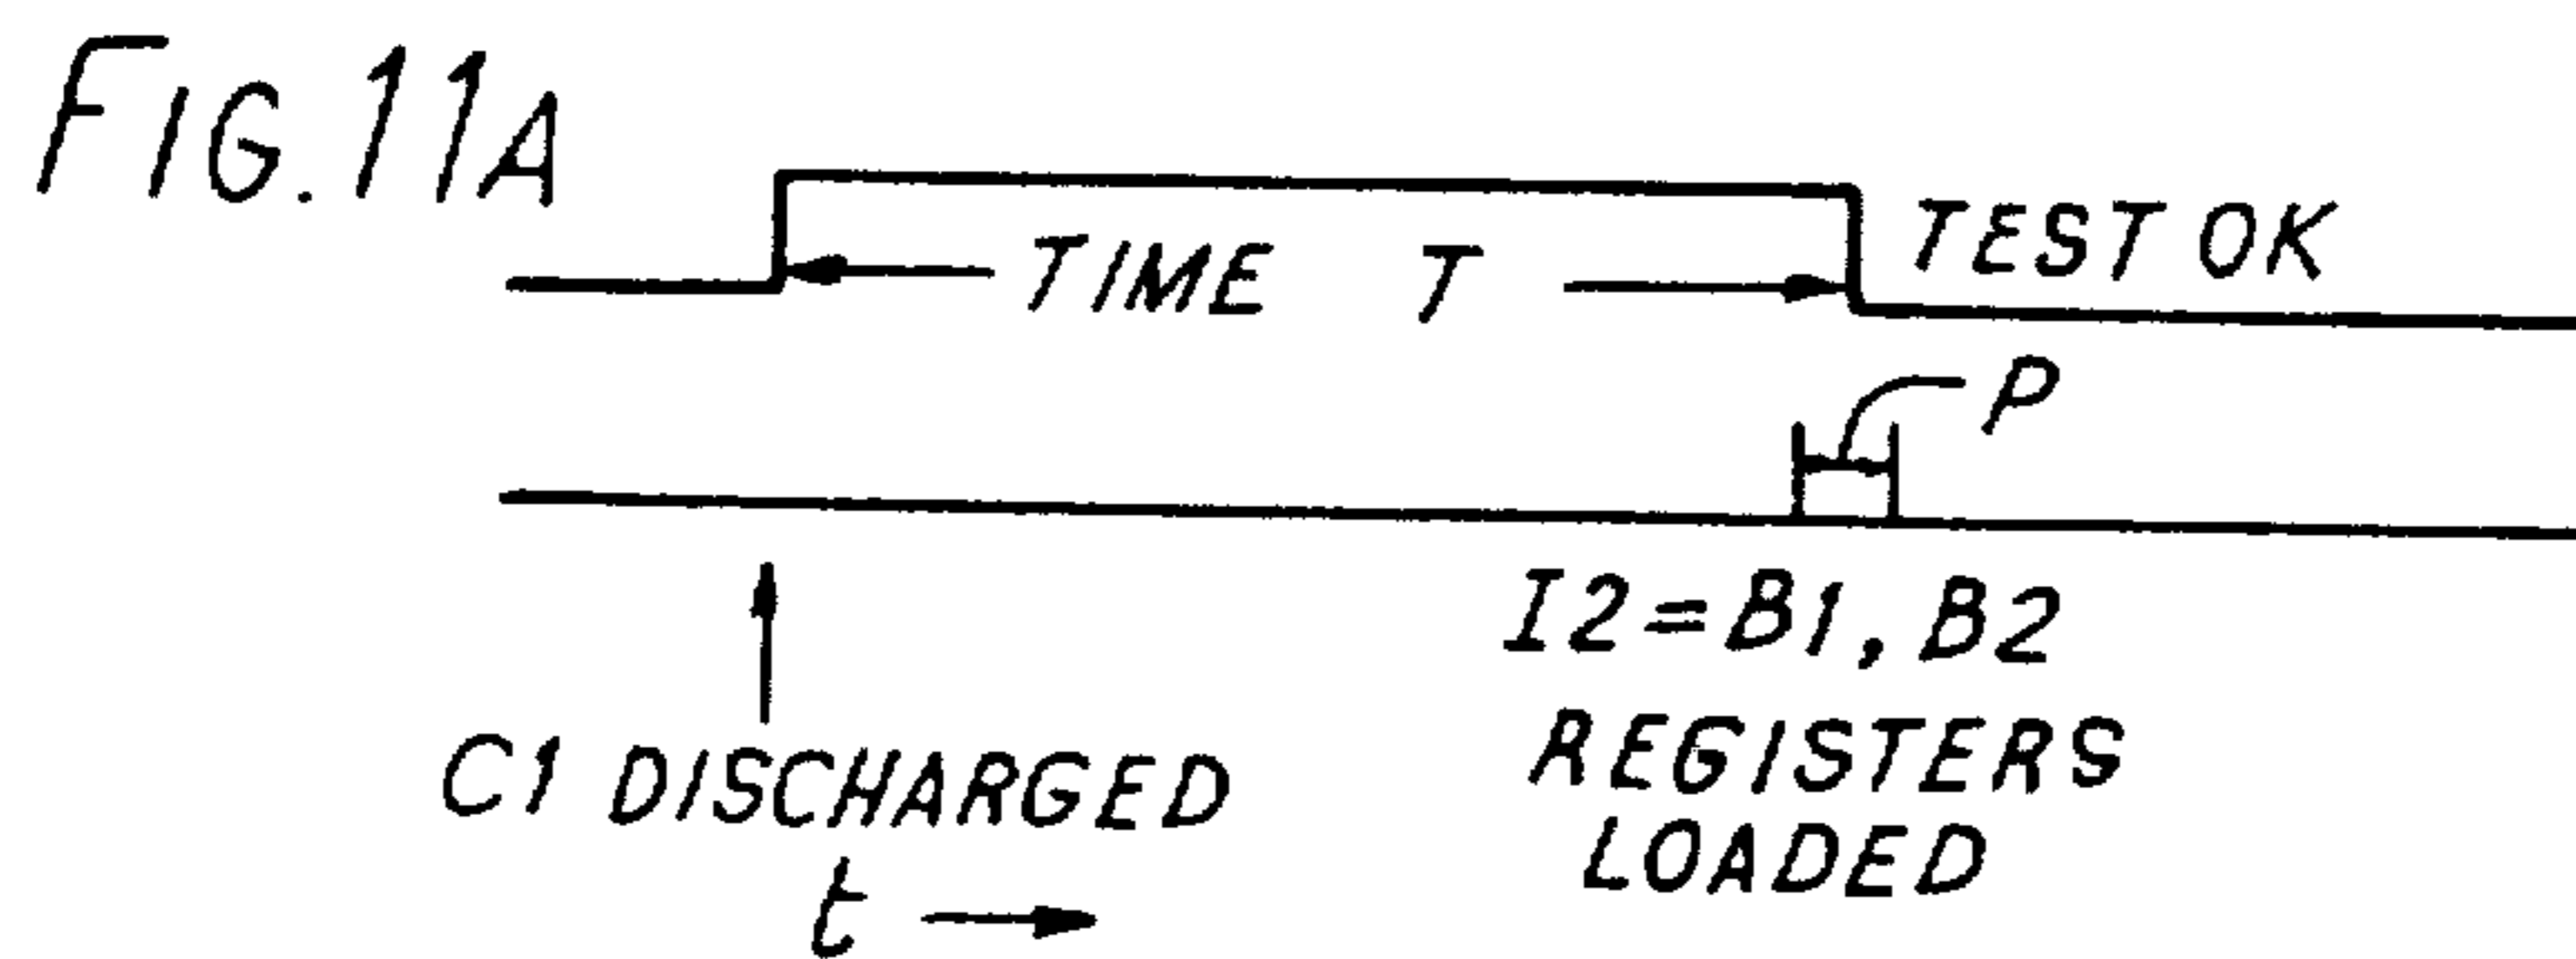 FIG. 11A
TIME T
TEST OK
P
I2=B1, B2
REGISTERS
LOADED
C1 DISCHARGED
t